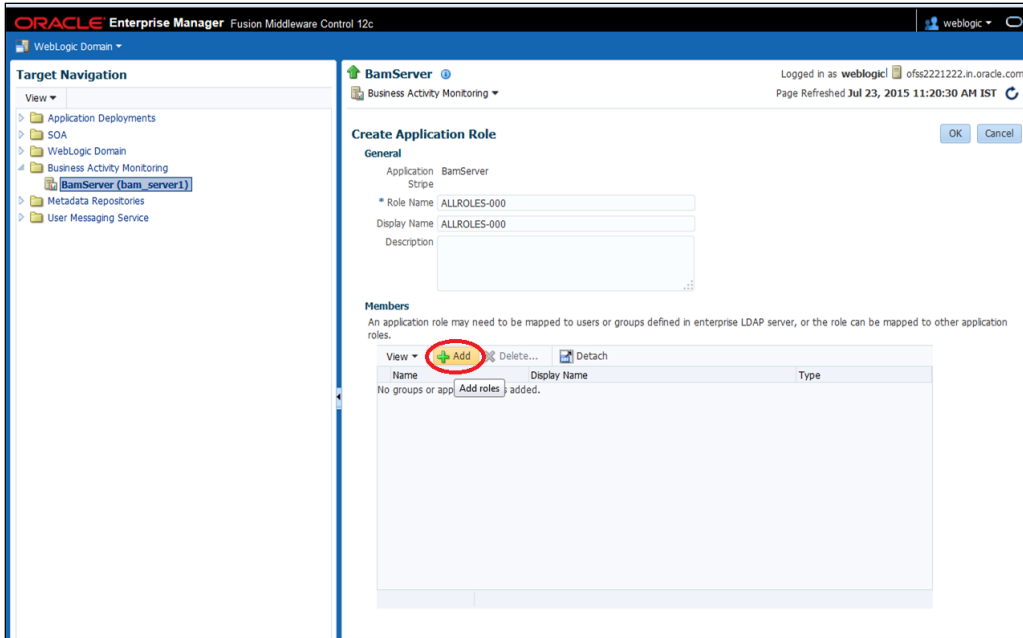 ORACLE Enterprise Manager Fusion Middleware Control 12c
weblogic
WebLogic Domain
Target Navigation
View
Application Deployments
SOA
WebLogic Domain
Business Activity Monitoring
BamServer (bam_server1)
Metadata Repositories
User Messaging Service
BamServer
Logged in as weblogic ofss2221222.in.oracle.com
Business Activity Monitoring
Page Refreshed Jul 23, 2015 11:20:30 AM IST
Create Application Role
OK Cancel
General
Application BamServer
Stripe
* Role Name ALLROLES-000
Display Name ALLROLES-000
Description
Members
An application role may need to be mapped to users or groups defined in enterprise LDAP server, or the role can be mapped to other application
roles.
View Add Delete... Detach
Name Display Name Type
No groups or app added.
Add roles